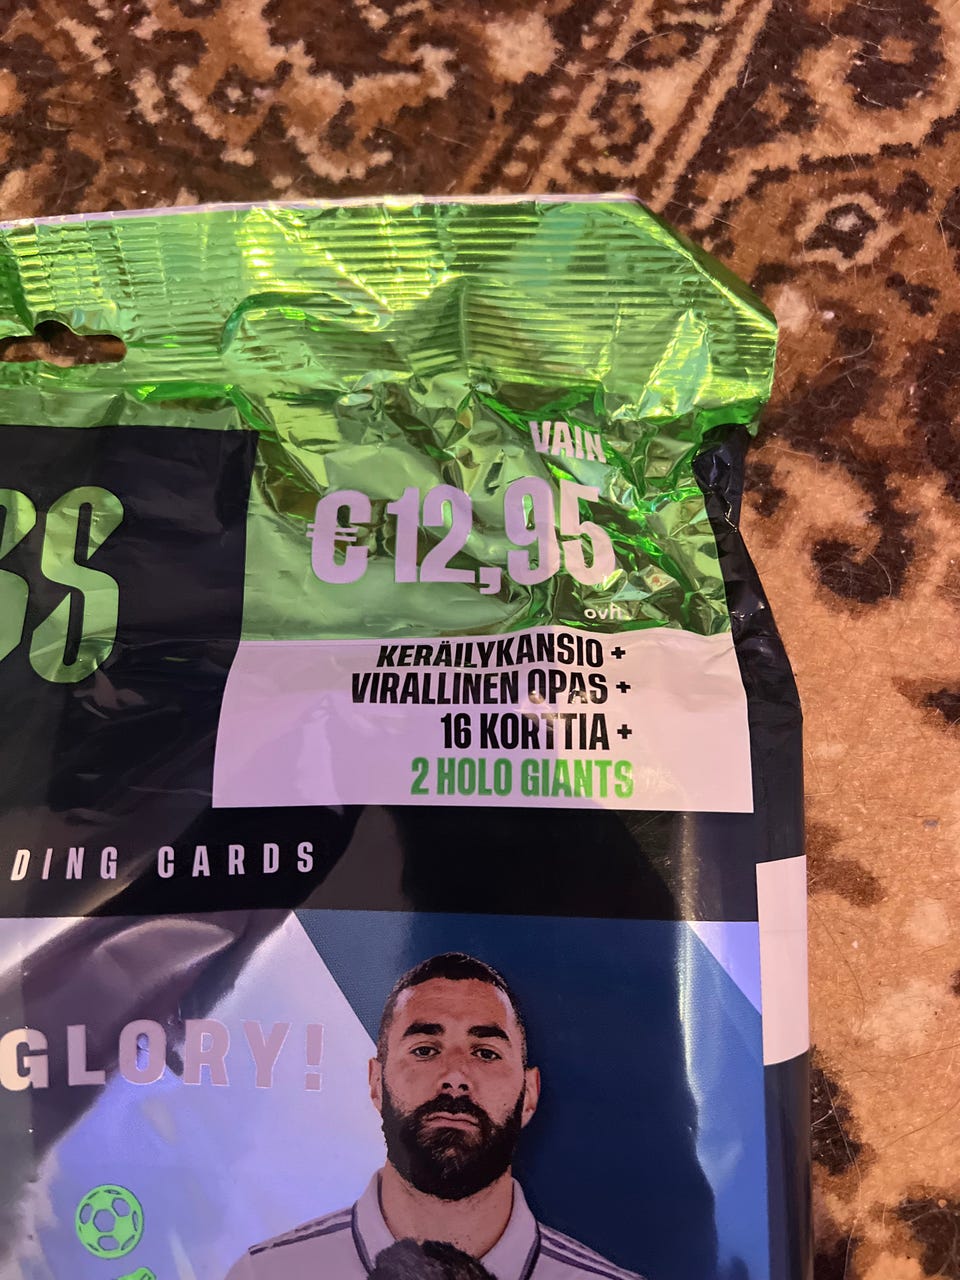 VAIN
€12,95
ovh.
SS
KERÄILYKANSIO +
VIRALLINEN OPAS +
16 KORTTIA +
2 HOLO GIANTS
DING CARDS
GLORY!